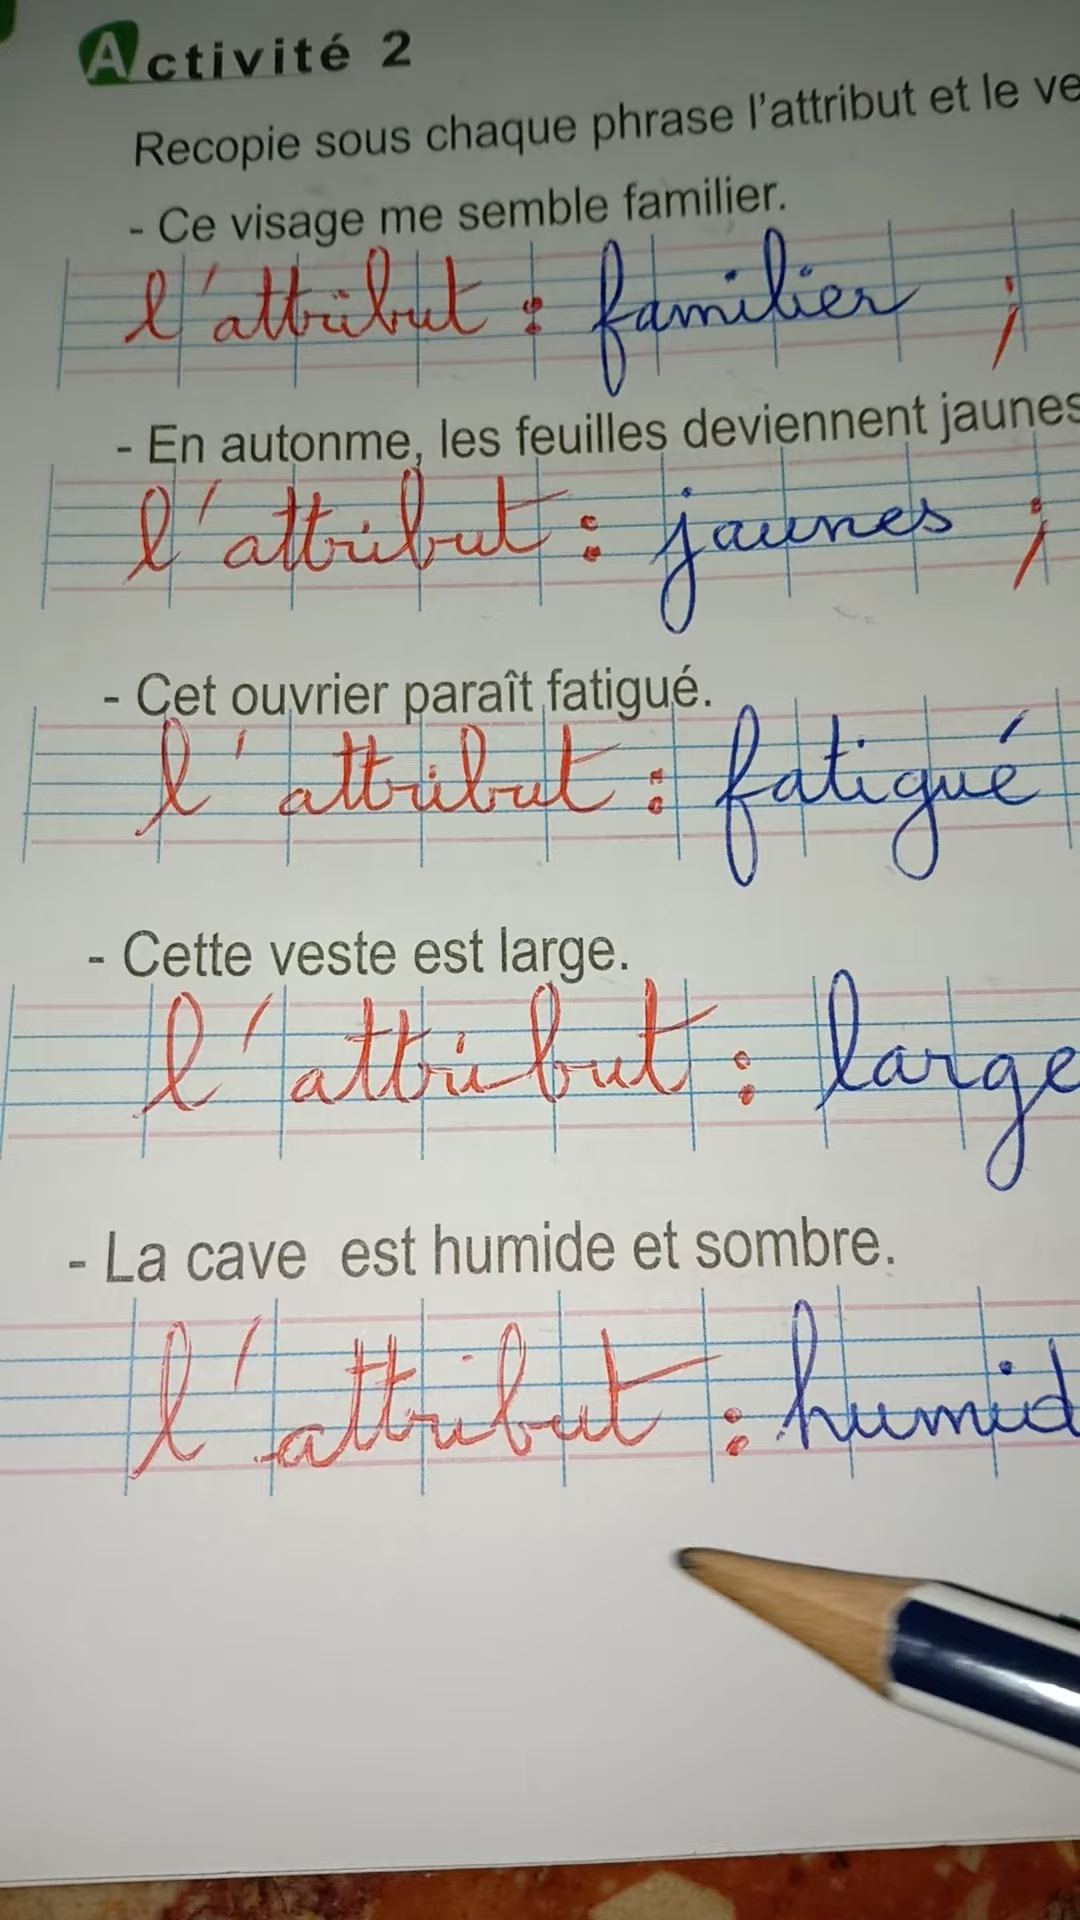 Activité 2
Recopie sous chaque phrase l'attribut et le
- Ce visage me semble familier.
l'attribut : familier ;
- En autonme, les feuilles deviennent jaunes
l'attribut : jaunes ;
- Cet ouvrier paraît fatigué.
l'attribut : fatigué
- Cette veste est large.
l'attribut : large
- La cave est humide et sombre.
l'attribut : humid